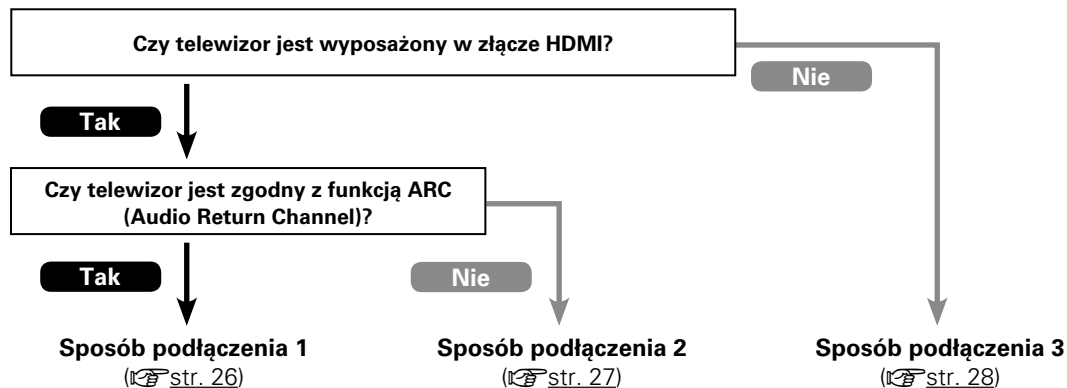 Czy telewizor jest wyposażony w złącze HDMI?
Nie
Tak
Czy telewizor jest zgodny z funkcją ARC
(Audio Return Channel)?
Tak
Nie
Sposób podłączenia 1
(☞str. 26)
Sposób podłączenia 2
(☞str. 27)
Sposób podłączenia 3
(☞str. 28)